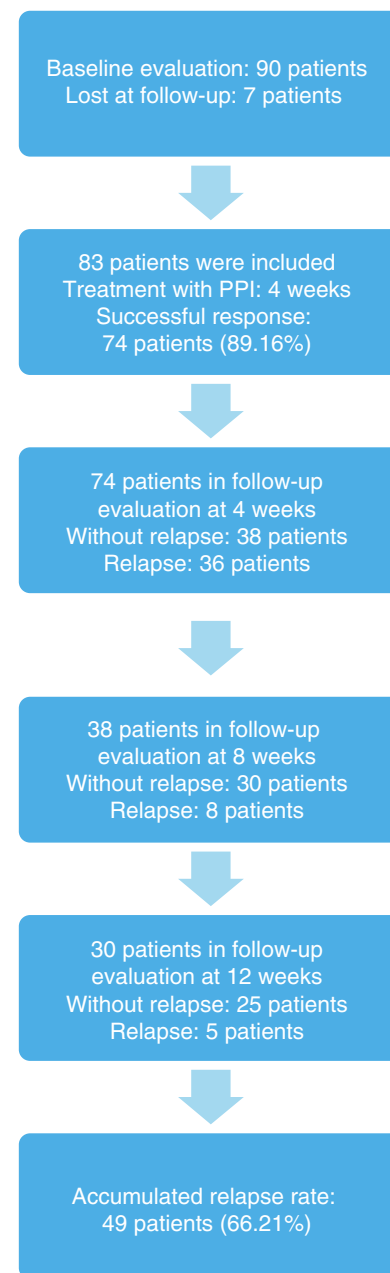 Baseline evaluation: 90 patients
Lost at follow-up: 7 patients
83 patients were included
Treatment with PPI: 4 weeks
Successful response:
74 patients (89.16%)
74 patients in follow-up
evaluation at 4 weeks
Without relapse: 38 patients
Relapse: 36 patients
38 patients in follow-up
evaluation at 8 weeks
Without relapse: 30 patients
Relapse: 8 patients
30 patients in follow-up
evaluation at 12 weeks
Without relapse: 25 patients
Relapse: 5 patients
Accumulated relapse rate:
49 patients (66.21%)